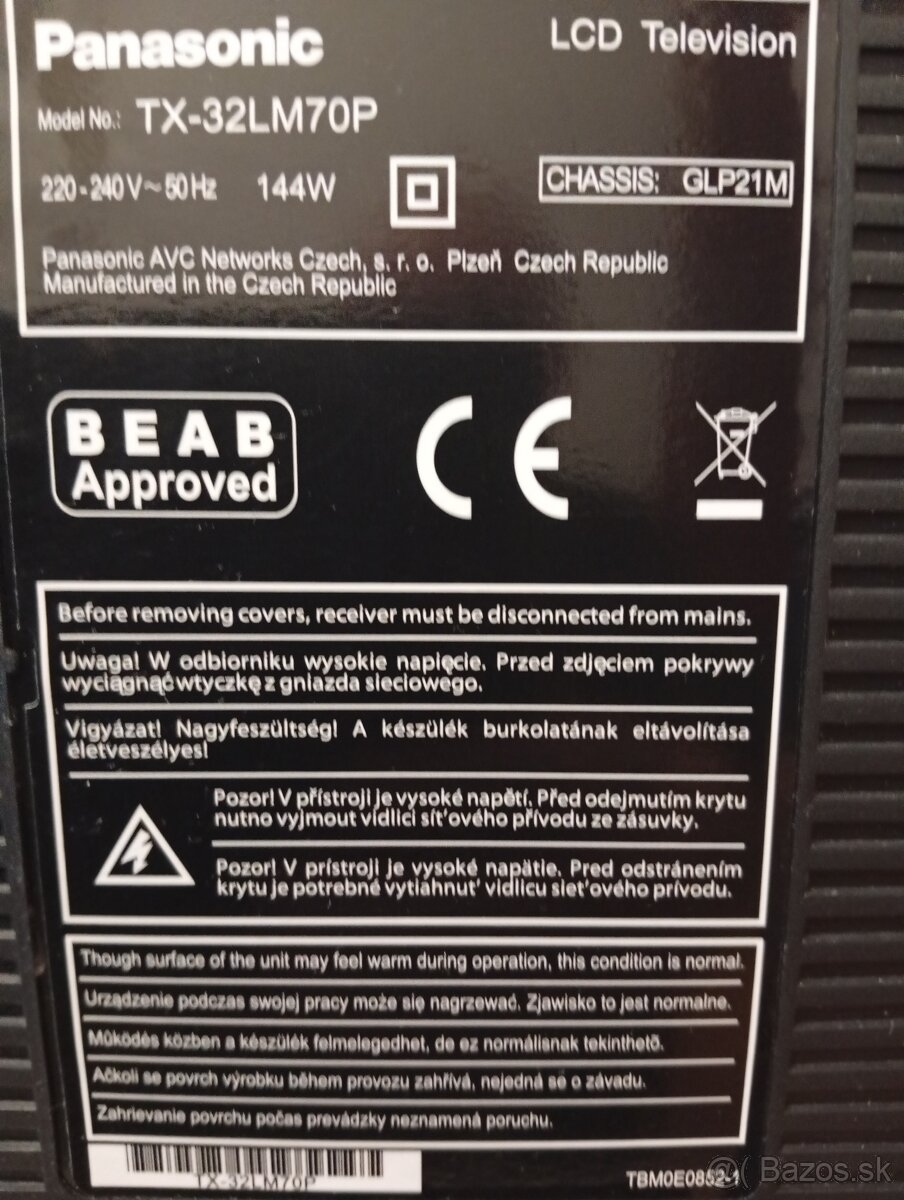 Panasonic
LCD Television
Model No.: TX-32LM70P
220-240V~50Hz 144W
CHASSIS: GLP21M
Panasonic AVC Networks Czech, s. r. o. Plzeň Czech Republic
Manufactured in the Czech Republic
BEAB
Approved
CE
Before removing covers, receiver must be disconnected from mains.
Uwaga! W odbiorniku wysokie napięcie. Przed zdjęciem pokrywy
wyciągnąć wtyczkę z gniazda sieciowego.
Vigyázat! Nagyfeszültség! A készülék burkolatának eltávolítása
életveszélyes!
Pozor! V přístroji je vysoké napětí. Před odejmutím krytu
nutno vyjmout vidlici sít'ového přívodu ze zásuvky.
Pozor! V prístroji je vysoké napätie. Pred odstránením
krytu je potrebné vytiahnut' vidlicu siet'ového prívodu.
Though surface of the unit may feel warm during operation, this condition is normal.
Urządzenie podczas swojej pracy może się nagrzewać. Zjawisko to jest normalne.
Működés közben a készülék felmelegedhet, de ez normálisnak tekinthető.
Ačkoli se povrch výrobku během provozu zahřívá, nejedná se o závadu.
Zahrievanie povrchu počas prevádzky neznamená poruchu.
TX-32LM70P
TBM0E0852-1
Bazos.sk